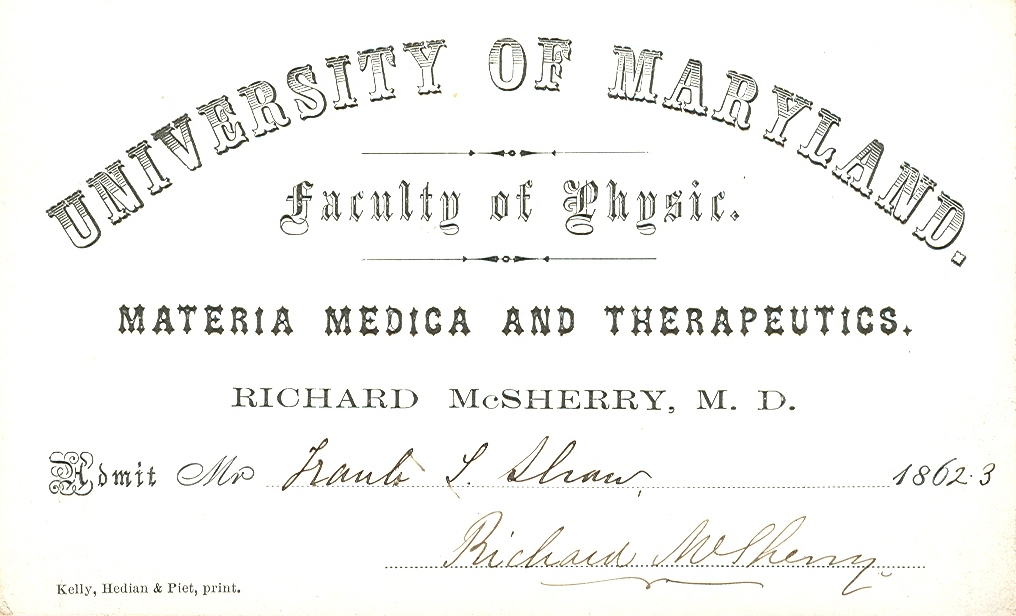 UNIVERSITY OF MARYLAND.
Faculty of Physic.
MATERIA MEDICA AND THERAPEUTICS.
RICHARD McSHERRY, M. D.
Admit Mr Frank S. Shaw, 1862-3
Richard McSherry
Kelly, Hedian & Piet, print.